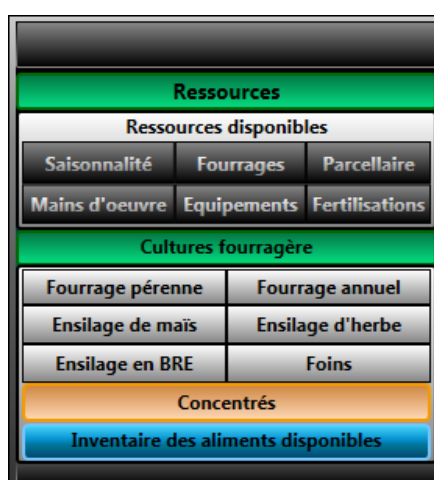 Ressources
Ressources disponibles
Saisonnalité Fourrages Parcellaire
Mains d'oeuvre Equipements Fertilisations
Cultures fourragère
Fourrage pérenne Fourrage annuel
Ensilage de maïs Ensilage d'herbe
Ensilage en BRE Foins
Concentrés
Inventaire des aliments disponibles